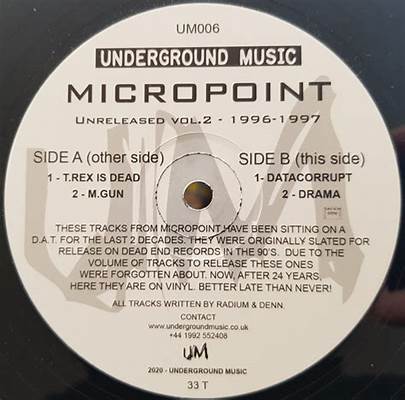 UM006
UNDERGROUND MUSIC
MICROPOINT
UNRELEASED VOL.2 - 1996-1997
SIDE A (other side) SIDE B (this side)
1 - T.REX IS DEAD 1 - DATACORRUPT
2 - M.GUN 2 - DRAMA
THESE TRACKS FROM MICROPOINT HAVE BEEN SITTING ON A
D.A.T. FOR THE LAST 2 DECADES. THEY WERE ORIGINALLY SLATED FOR
RELEASE ON DEAD END RECORDS IN THE 90'S. DUE TO THE
VOLUME OF TRACKS TO RELEASE THESE ONES
WERE FORGOTTEN ABOUT. NOW, AFTER 24 YEARS,
HERE THEY ARE ON VINYL. BETTER LATE THAN NEVER!
ALL TRACKS WRITTEN BY RADIUM & DENN.
CONTACT
www.undergroundmusic.co.uk
+44 1992 552408
UM
2020 - UNDERGROUND MUSIC
33 T